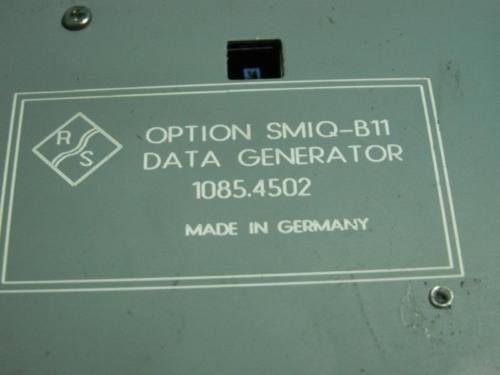 R
S
OPTION SMIQ-B11
DATA GENERATOR
1085.4502
MADE IN GERMANY